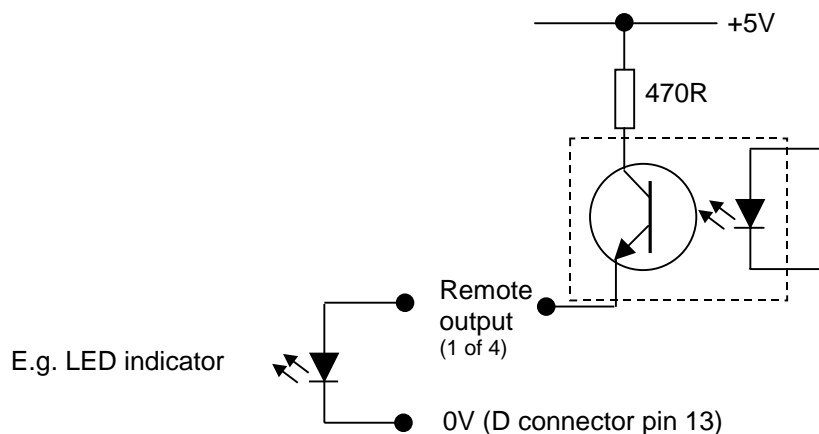 +5V
470R
Remote
output
(1 of 4)
E.g. LED indicator
0V (D connector pin 13)